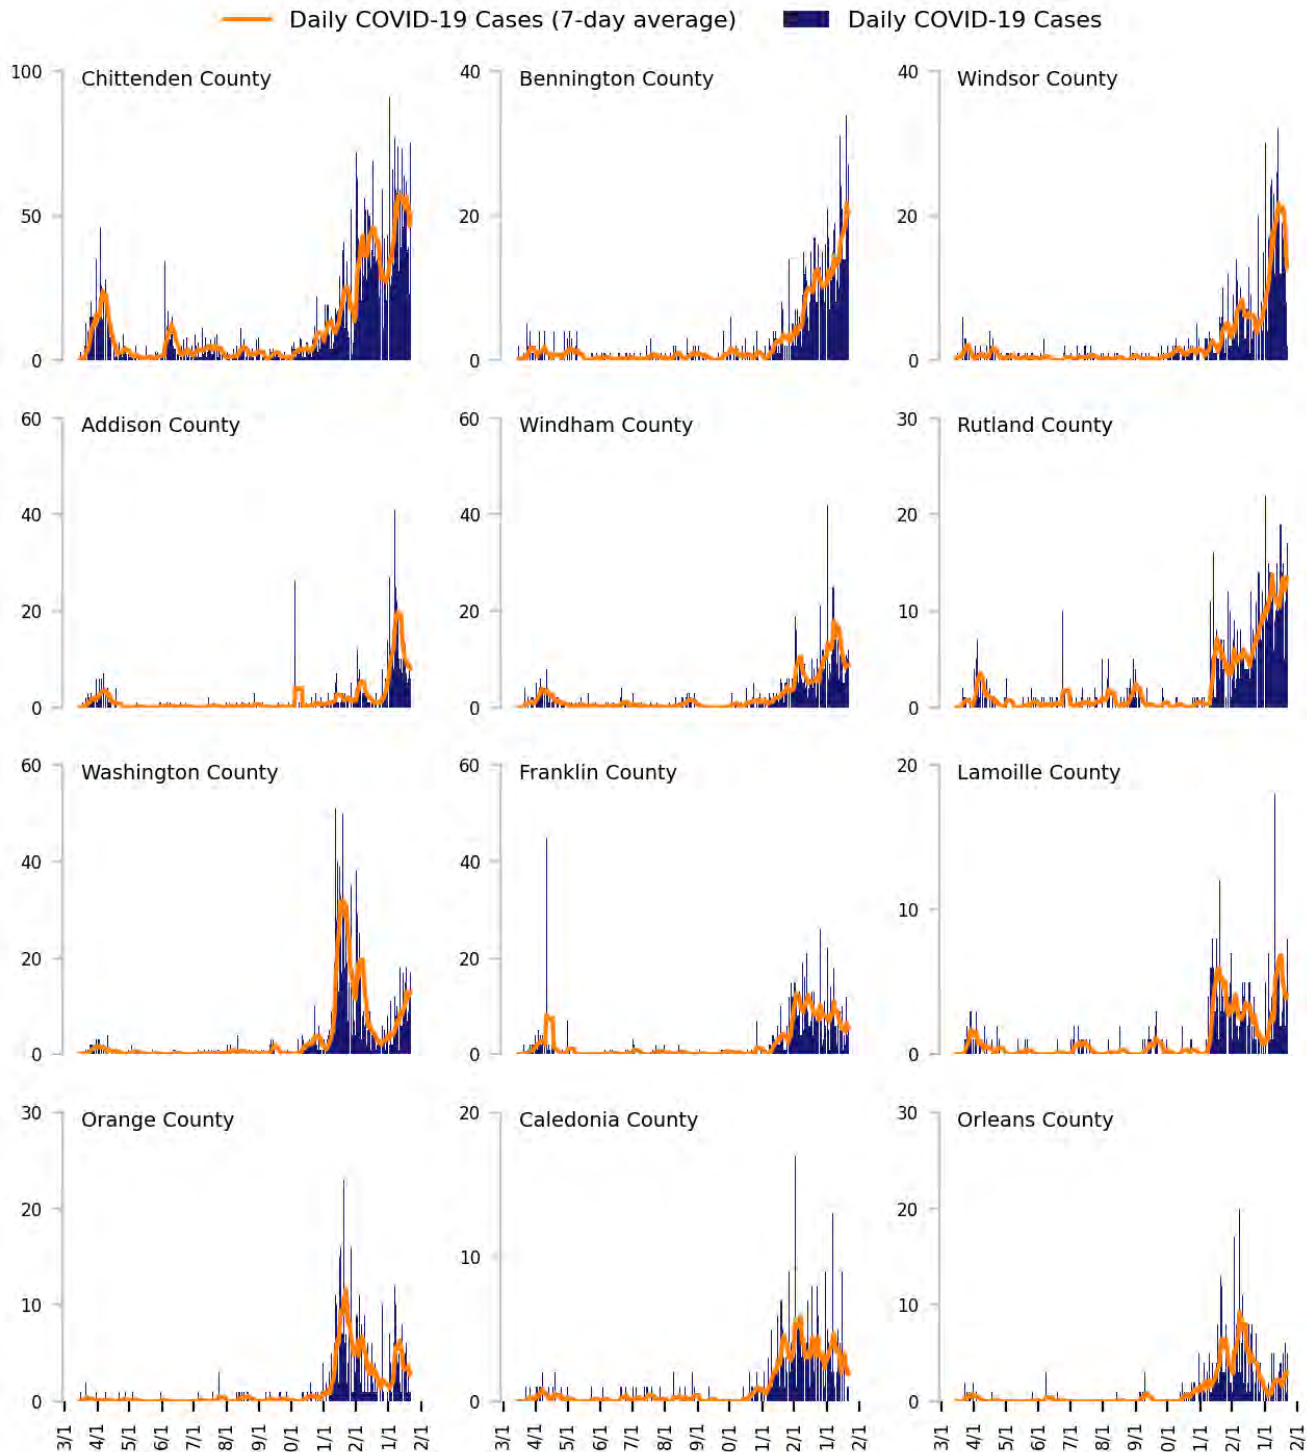 Daily COVID-19 Cases (7-day average) Daily COVID-19 Cases
Chittenden County Bennington County Windsor County
100 40 40
50 20 20
0 0 0
Addison County Windham County Rutland County
60 60 30
40 40 20
20 20 10
0 0 0
Washington County Franklin County Lamoille County
60 60 20
40 40 10
20 20
0 0 0
Orange County Caledonia County Orleans County
30 20 30
20 10 20
10 10
0 0 0
3/1 4/1 5/1 6/1 7/1 8/1 9/1 0/1 1/1 2/1 1/1 2/1 3/1 4/1 5/1 6/1 7/1 8/1 9/1 0/1 1/1 2/1 1/1 2/1 3/1 4/1 5/1 6/1 7/1 8/1 9/1 0/1 1/1 2/1 1/1 2/1